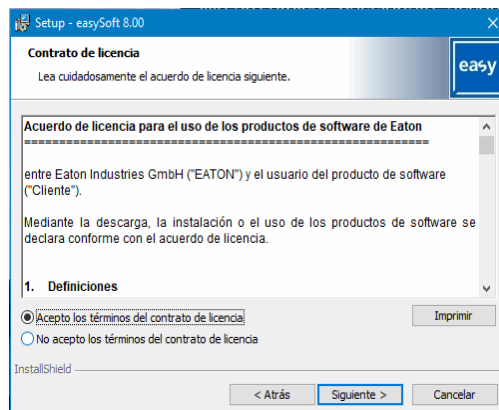 Setup - easySoft 8.00
Contrato de licencia
Lea cuidadosamente el acuerdo de licencia siguiente.
easy
Acuerdo de licencia para el uso de los productos de software de Eaton
==========================================================
entre Eaton Industries GmbH ("EATON") y el usuario del producto de software
("Cliente").
Mediante la descarga, la instalación o el uso de los productos de software se
declara conforme con el acuerdo de licencia.
1. Definiciones
Acepto los términos del contrato de licencia
Imprimir
No acepto los términos del contrato de licencia
InstallShield
< Atrás
Siguiente >
Cancelar